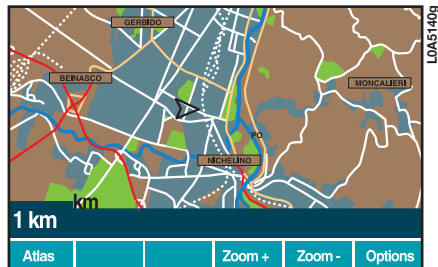 GERBIDO
BEINASCO
MONCALIERI
PO
NICHELINO
km
1 km
Atlas Zoom + Zoom - Options
L0A5140g